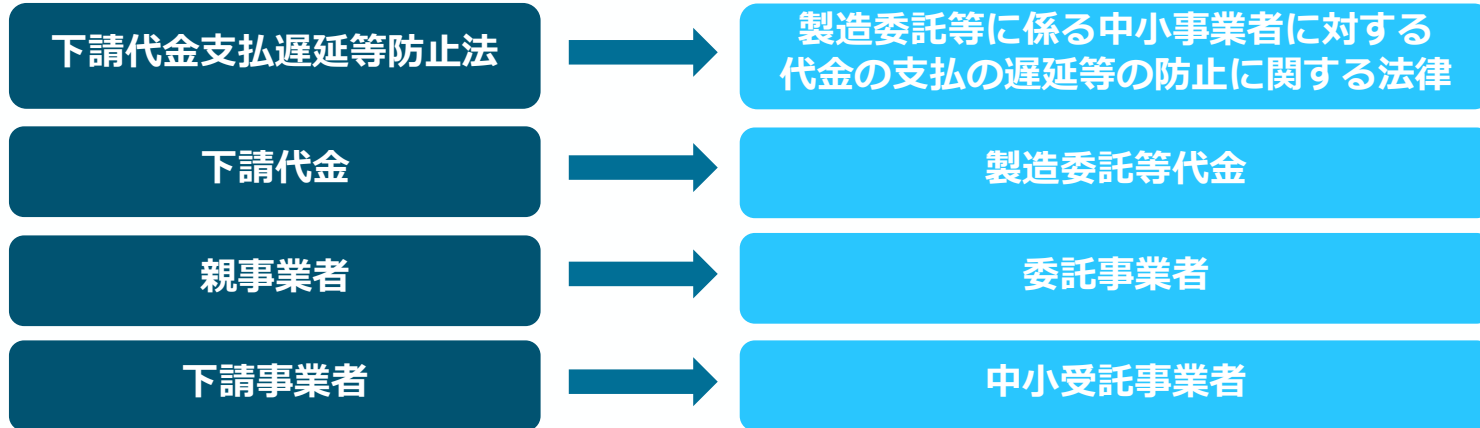 下請代金支払遅延等防止法
製造委託等に係る中小事業者に対する
代金の支払の遅延等の防止に関する法律
下請代金
製造委託等代金
親事業者
委託事業者
下請事業者
中小受託事業者